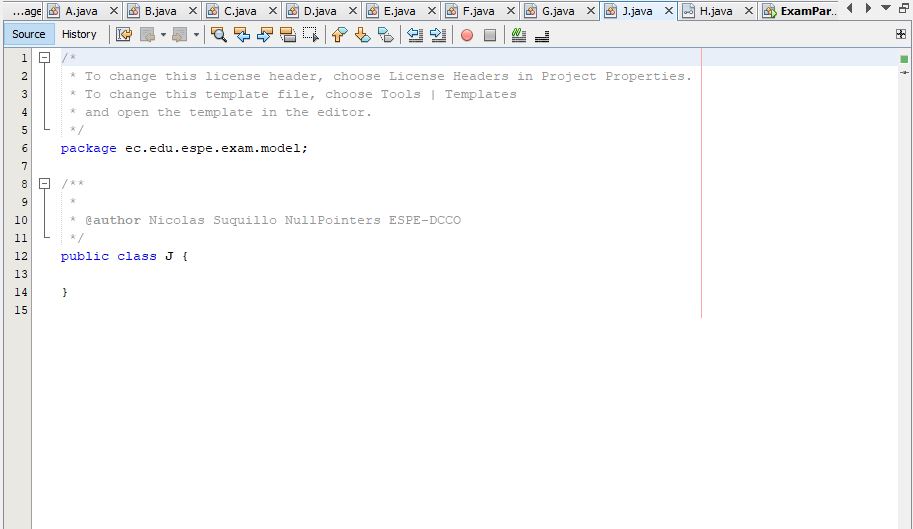 ...age A.java B.java C.java D.java E.java F.java G.java J.java H.java ExamPar...
Source History
1 /*
2 * To change this license header, choose License Headers in Project Properties.
3 * To change this template file, choose Tools | Templates
4 * and open the template in the editor.
5 */
6 package ec.edu.espe.exam.model;
7
8 /**
9 *
10 * @author Nicolas Suquillo NullPointers ESPE-DCCO
11 */
12 public class J {
13
14 }
15